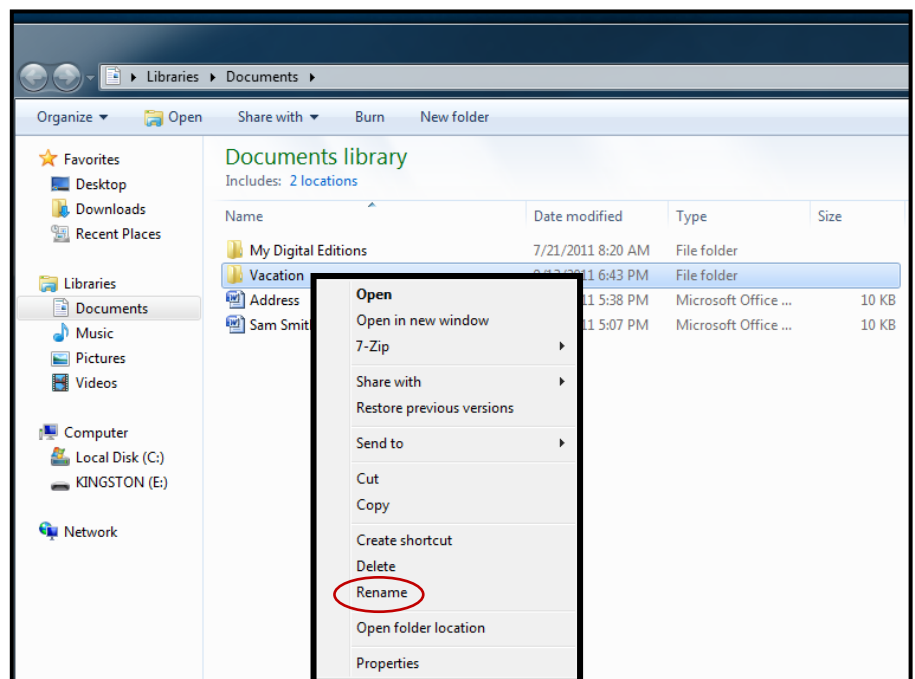 Libraries Documents
Organize Open Share with Burn New folder
Favorites
Desktop
Downloads
Recent Places
Libraries
Documents
Music
Pictures
Videos
Computer
Local Disk (C:)
KINGSTON (E:)
Network
Documents library
Includes: 2 locations
Name Date modified Type Size
My Digital Editions 7/21/2011 8:20 AM File folder
Vacation 6:43 PM File folder
Address 5:38 PM Microsoft Office ... 10 KB
Sam 5:07 PM Microsoft Office ... 10 KB
Open
Open in new window
7-Zip
Share with
Restore previous versions
Send to
Cut
Copy
Create shortcut
Delete
Rename
Open folder location
Properties